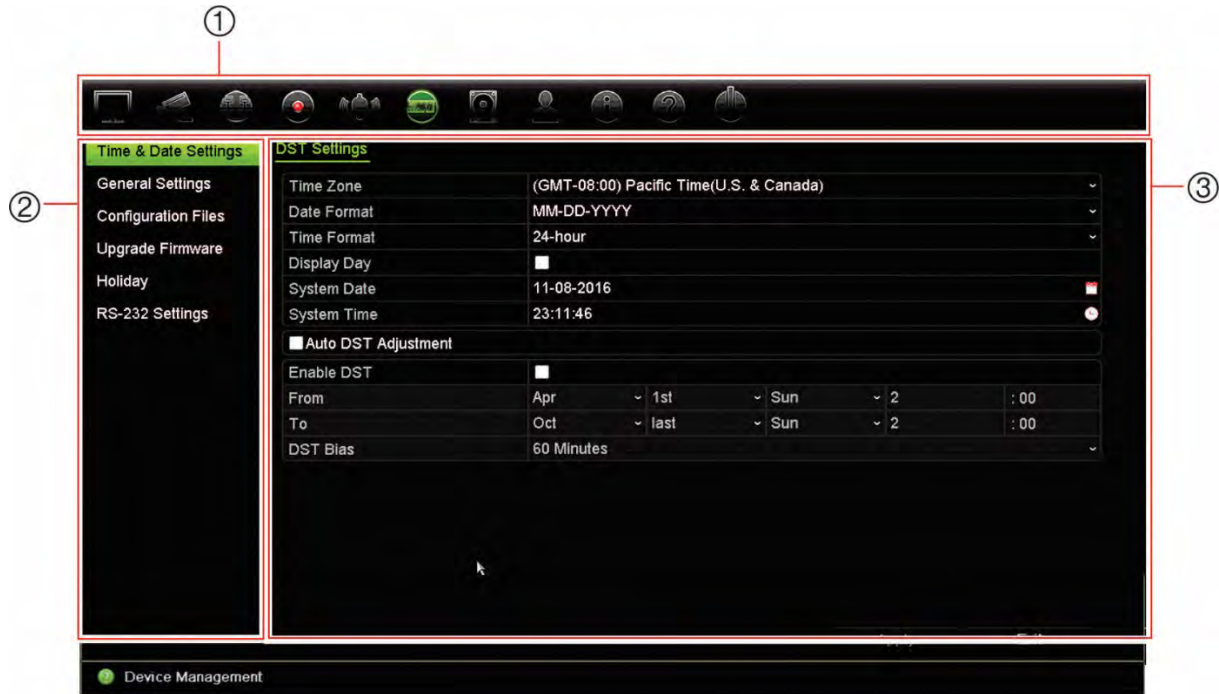 ①
Time & Date Settings
General Settings
Configuration Files
Upgrade Firmware
Holiday
RS-232 Settings
②
DST Settings
Time Zone (GMT-08:00) Pacific Time(U.S. & Canada)
Date Format MM-DD-YYYY
Time Format 24-hour
Display Day
System Date 11-08-2016
System Time 23:11:46
Auto DST Adjustment
Enable DST
From Apr 1st Sun 2 : 00
To Oct last Sun 2 : 00
DST Bias 60 Minutes
③
Device Management